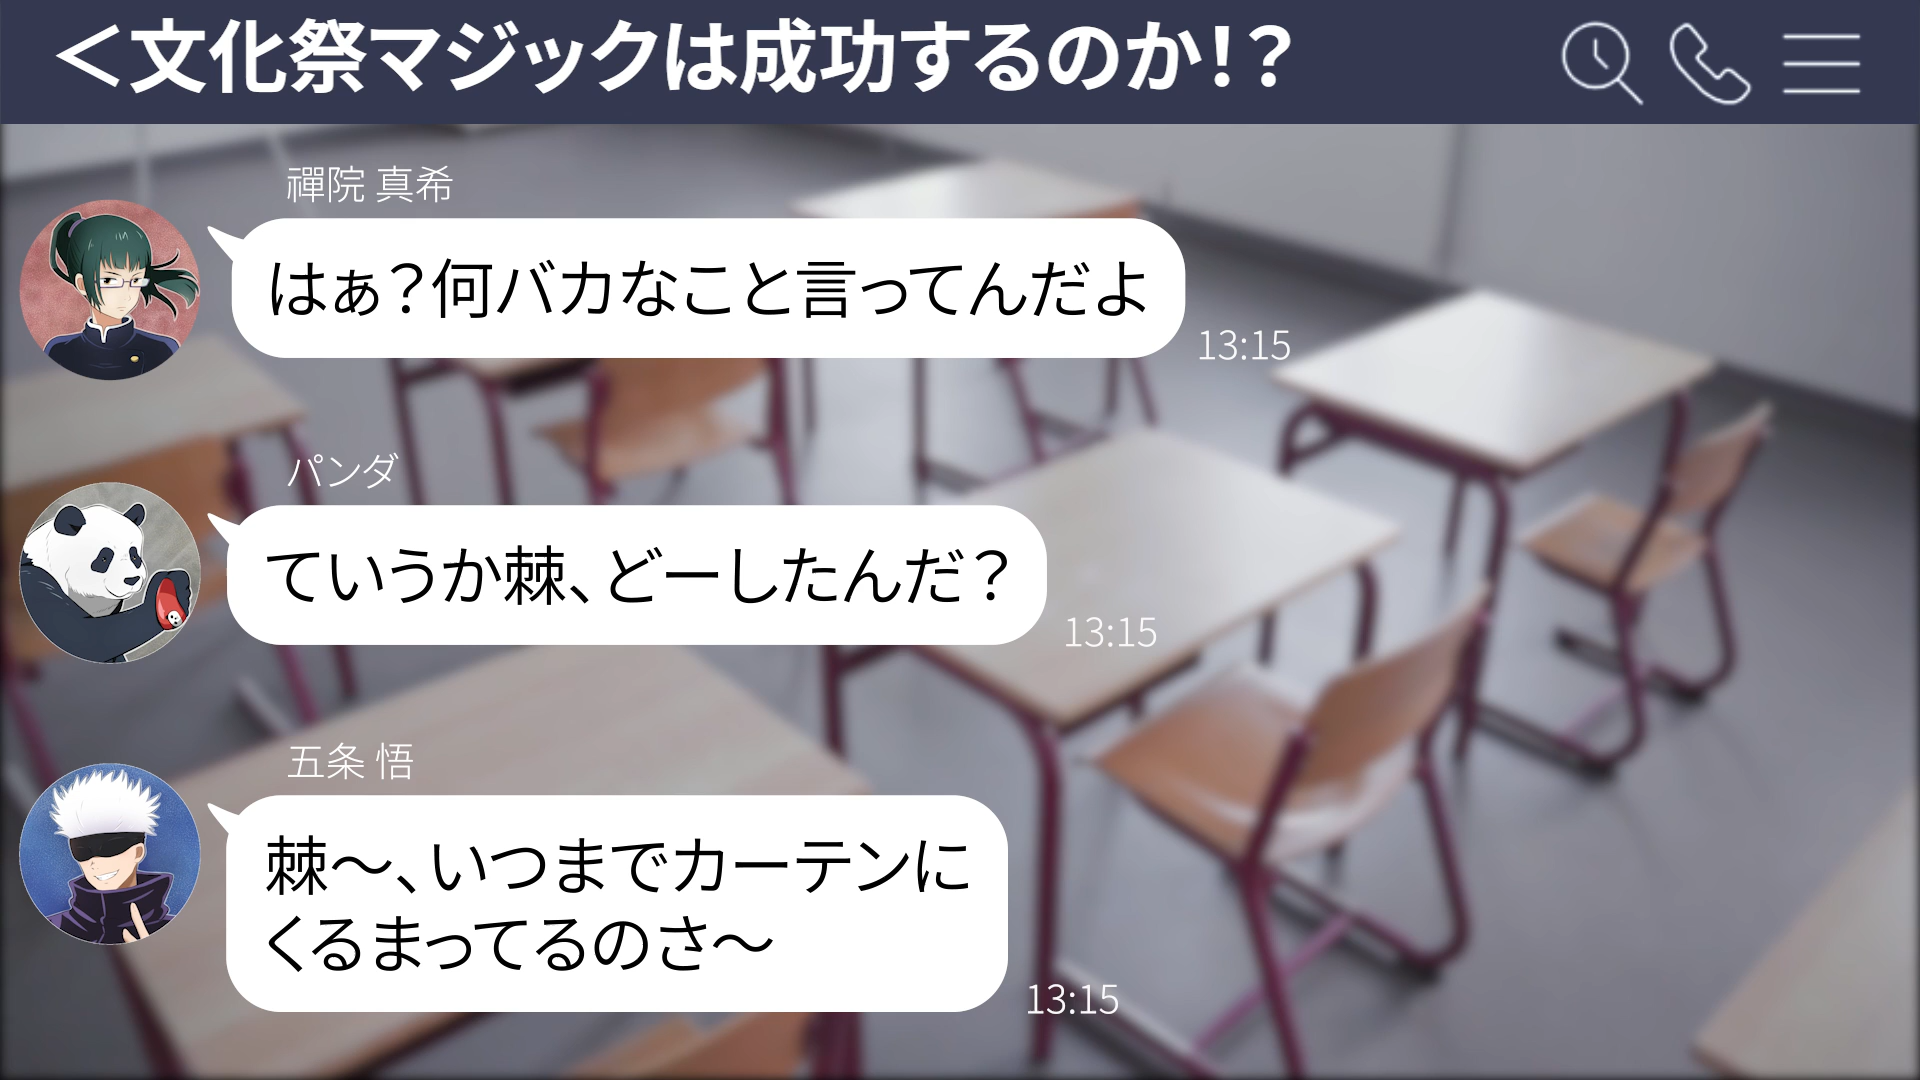 ＜文化祭マジックは成功するのか！？
禪院 真希
はぁ？何バカなこと言ってんだよ
13:15
パンダ
ていうか棘、どーしたんだ？
13:15
五条 悟
棘〜、いつまでカーテンに
くるまってるのさ〜
13:15